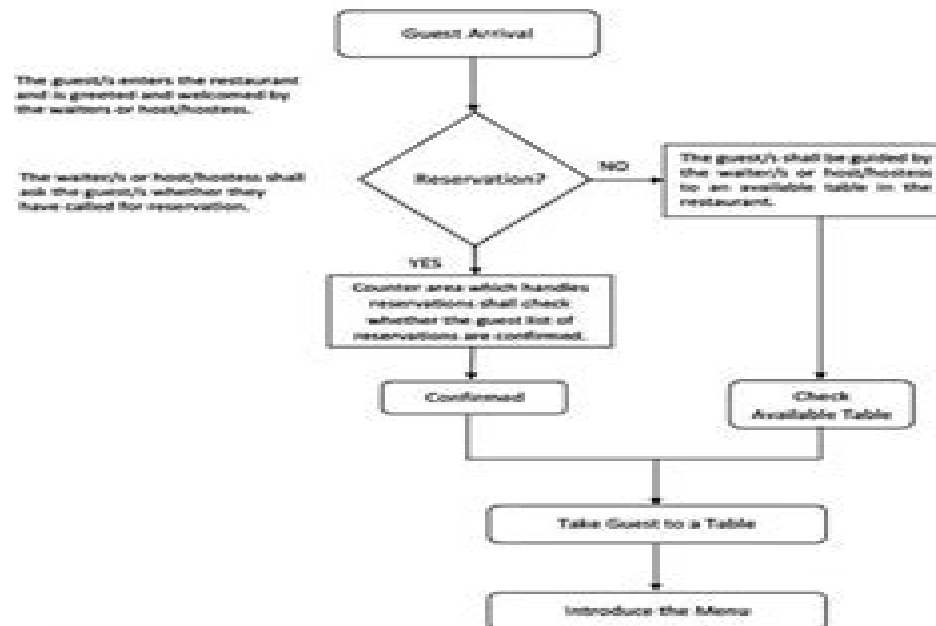 Guest Arrival
The guest/s enters the restaurant
and is greeted and welcomed by
the waiters or host/hostess.
The waiter/s or host/hostess shall
ask the guest/s whether they
have called for reservation.
Reservation?
NO
The guest/s shall be guided by
the waiter/s or host/hostess
to an available table in the
restaurant.
YES
Counter area which handles
reservations shall check
whether the guest list of
reservations are confirmed.
Confirmed
Check
Available Table
Take Guest to a Table
Introduce the Menu